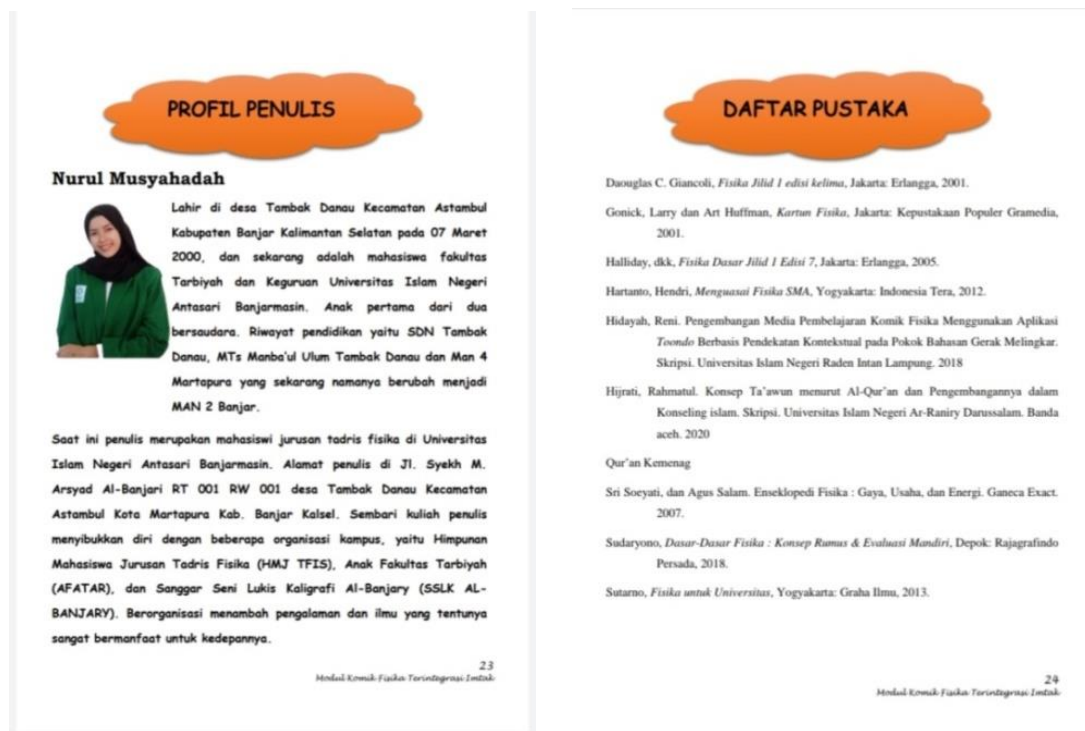 PROFIL PENULIS
Nurul Musyahadah
Lahir di desa Tambak Danau Kecamatan Astambul
Kabupaten Banjar Kalimantan Selatan pada 07 Maret
2000, dan sekarang adalah mahasiswa fakultas
Tarbiyah dan Keguruan Universitas Islam Negeri
Antasari Banjarmasin. Anak pertama dari dua
bersaudara. Riwayat pendidikan yaitu SDN Tambak
Danau, MTs Manba'ul Ulum Tambak Danau dan Man 4
Martapura yang sekarang namanya berubah menjadi
MAN 2 Banjar.
Saat ini penulis merupakan mahasiswi jurusan tadris fisika di Universitas
Islam Negeri Antasari Banjarmasin. Alamat penulis di Jl. Syekh M.
Arsyad Al-Banjari RT 001 RW 001 desa Tambak Danau Kecamatan
Astambul Kota Martapura Kab. Banjar Kalsel. Sembari kuliah penulis
menyibukkan diri dengan beberapa organisasi kampus, yaitu Himpunan
Mahasiswa Jurusan Tadris Fisika (HMJ TFIS), Anak Fakultas Tarbiyah
(AFATAR), dan Sanggar Seni Lukis Kaligrafi Al-Banjary (SSLK AL-
BANJARY). Berorganisasi menambah pengalaman dan ilmu yang tentunya
sangat bermanfaat untuk kedepannya.
23
Modul Komik Fisika Terintegrasi Imtak
DAFTAR PUSTAKA
Daouglas C. Giancoli, Fisika Jilid 1 edisi kelima, Jakarta: Erlangga, 2001.
Gonick, Larry dan Art Huffman, Kartun Fisika, Jakarta: Kepustakaan Populer Gramedia,
2001.
Halliday, dkk, Fisika Dasar Jilid 1 Edisi 7, Jakarta: Erlangga, 2005.
Hartanto, Hendri, Menguasai Fisika SMA, Yogyakarta: Indonesia Tera, 2012.
Hidayah, Reni. Pengembangan Media Pembelajaran Komik Fisika Menggunakan Aplikasi
Toondo Berbasis Pendekatan Kontekstual pada Pokok Bahasan Gerak Melingkar.
Skripsi. Universitas Islam Negeri Raden Intan Lampung. 2018
Hijrati, Rahmatul. Konsep Ta'awun menurut Al-Qur'an dan Pengembangannya dalam
Konseling islam. Skripsi. Universitas Islam Negeri Ar-Raniry Darussalam. Banda
aceh. 2020
Qur'an Kemenag
Sri Soeyati, dan Agus Salam. Enseklopedi Fisika : Gaya, Usaha, dan Energi. Ganeca Exact.
2007.
Sudaryono, Dasar-Dasar Fisika : Konsep Rumus & Evaluasi Mandiri, Depok: Rajagrafindo
Persada, 2018.
Sutarno, Fisika untuk Universitas, Yogyakarta: Graha Ilmu, 2013.
24
Modul Komik Fisika Terintegrasi Imtak